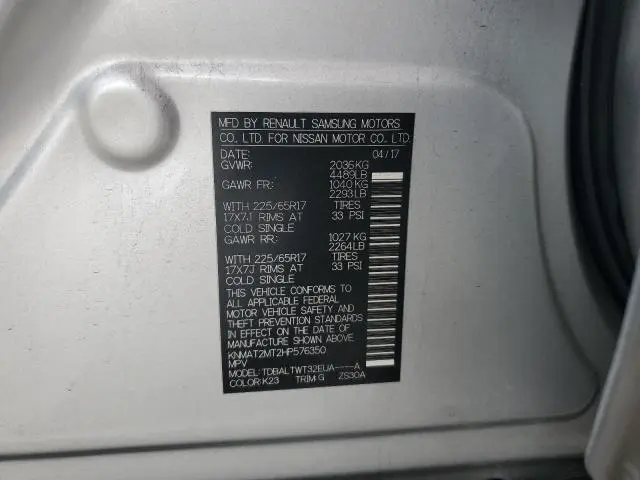 MFD BY RENAULT SAMSUNG MOTORS
CO., LTD. FOR NISSAN MOTOR CO., LTD.
DATE: 04/17
GVWR: 2036KG
4489LB
GAWR FR: 1040KG
2293LB
WITH 225/65R17 TIRES
17X7J RIMS AT 33 PSI
COLD SINGLE
GAWR RR: 1027 KG
2264LB
WITH 225/65R17 TIRES
17X7J RIMS AT 33 PSI
COLD SINGLE
THIS VEHICLE CONFORMS TO
ALL APPLICABLE FEDERAL
MOTOR VEHICLE SAFETY AND
THEFT PREVENTION STANDARDS
IN EFFECT ON THE DATE OF
MANUFACTURE SHOWN ABOVE
KNMAT2MT2HP576350
MPV
MODEL: TDBALTWT32EUA----A
COLOR:K23 TRIM:G ZS30A